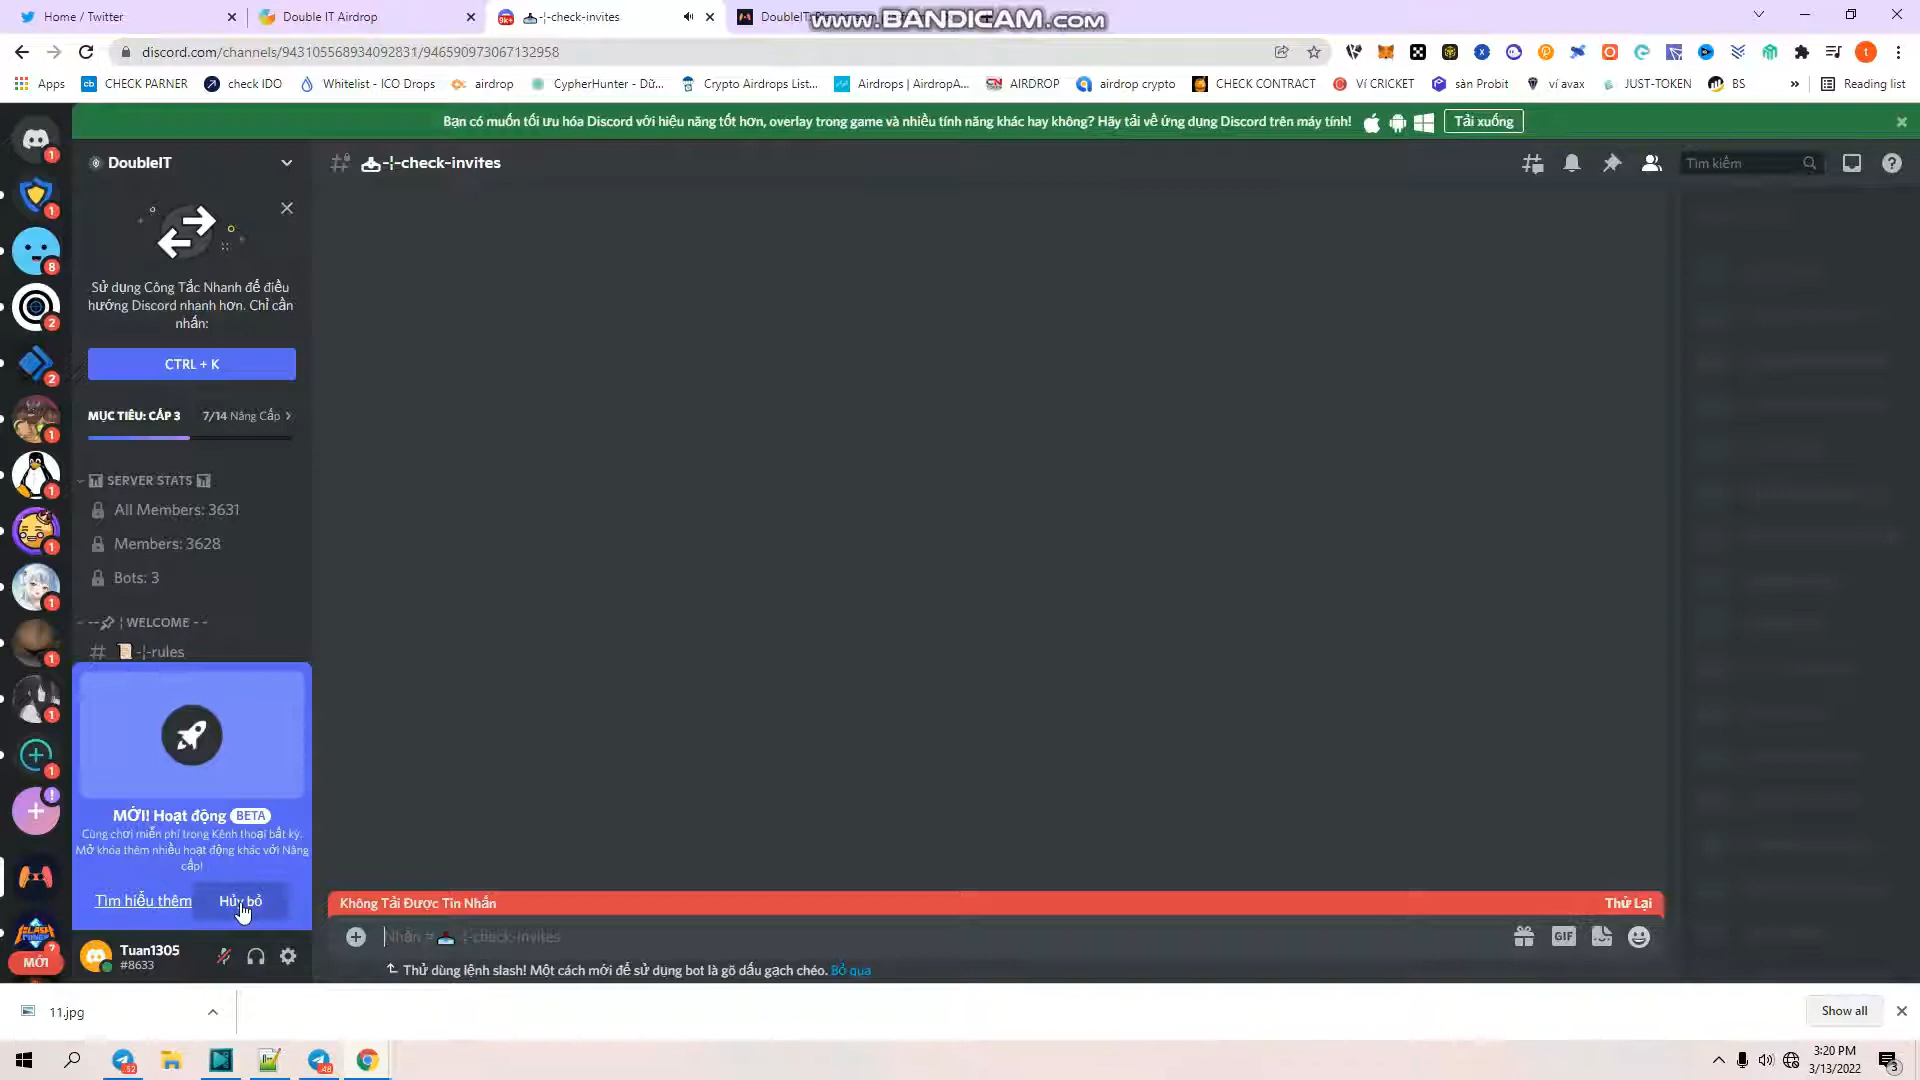 Home / Twitter
Double IT Airdrop
-¦-check-invites
DoubleIT
www.BANDICAM.com
discord.com/channels/943105568934092831/946590973067132958
Apps
CHECK PARNER
check IDO
Whitelist - ICO Drops
airdrop
CypherHunter - Dữ...
Crypto Airdrops List...
Airdrops | AirdropA...
AIRDROP
airdrop crypto
CHECK CONTRACT
Ví CRICKET
sàn Probit
ví avax
JUST-TOKEN
BS
»
Reading list
Bạn có muốn tối ưu hóa Discord với hiệu năng tốt hơn, overlay trong game và nhiều tính năng khác hay không? Hãy tải về ứng dụng Discord trên máy tính!
Tải xuống
DoubleIT
-¦-check-invites
Tìm kiếm
Sử dụng Công Tắc Nhanh để điều
hướng Discord nhanh hơn. Chỉ cần
nhấn:
CTRL + K
MỤC TIÊU: CẤP 3
7/14 Nâng Cấp
SERVER STATS
All Members: 3631
Members: 3628
Bots: 3
--📌 ¦ WELCOME - -
-¦-rules
MỚI! Hoạt động BETA
Cùng chơi miễn phí trong Kênh thoại bất kỳ.
Mở khóa thêm nhiều hoạt động khác với Nâng
cấp!
Tìm hiểu thêm
Hủy bỏ
MỚI
Tuan1305
#8633
Không Tải Được Tin Nhắn
Thử Lại
Nhắn #📥-¦-check-invites
GIF
Thử dùng lệnh slash! Một cách mới để sử dụng bot là gõ dấu gạch chéo. Bỏ qua
11.jpg
Show all
3:20 PM
3/13/2022